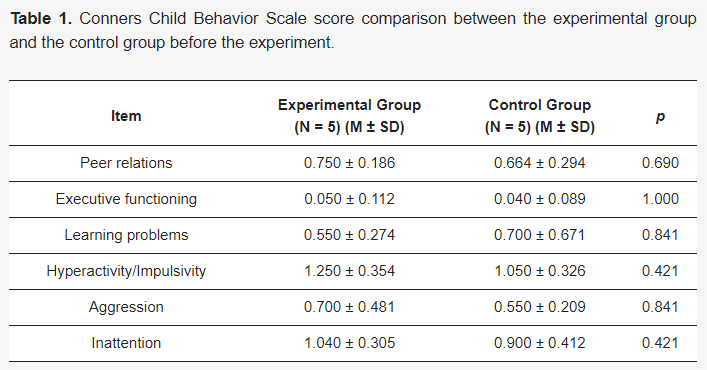 Table 1. Conners Child Behavior Scale score comparison between the experimental group
and the control group before the experiment.
Item Experimental Group (N = 5) (M ± SD) Control Group (N = 5) (M ± SD) p
Peer relations 0.750 ± 0.186 0.664 ± 0.294 0.690
Executive functioning 0.050 ± 0.112 0.040 ± 0.089 1.000
Learning problems 0.550 ± 0.274 0.700 ± 0.671 0.841
Hyperactivity/Impulsivity 1.250 ± 0.354 1.050 ± 0.326 0.421
Aggression 0.700 ± 0.481 0.550 ± 0.209 0.841
Inattention 1.040 ± 0.305 0.900 ± 0.412 0.421